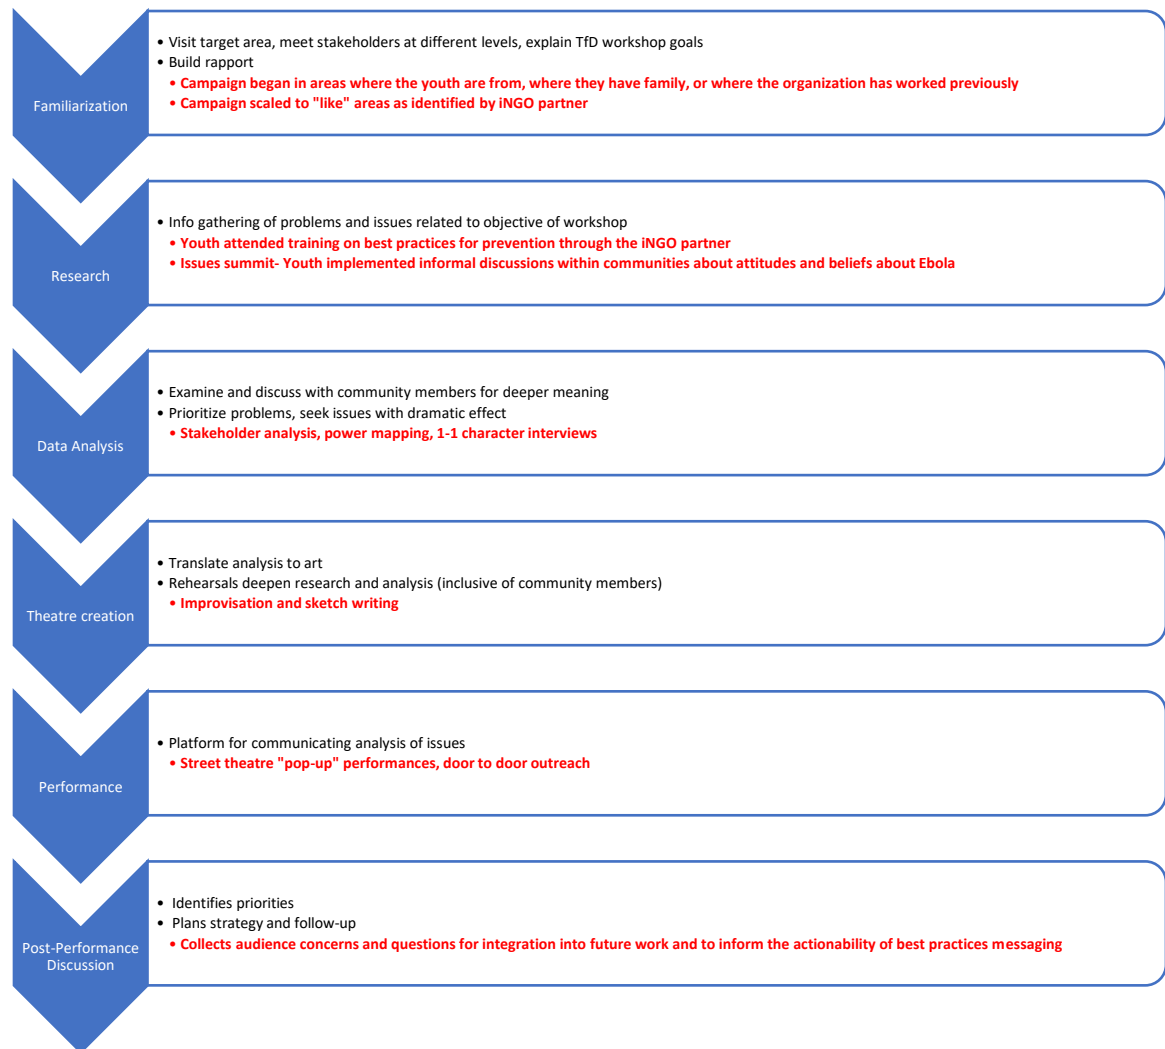 Familiarization
• Visit target area, meet stakeholders at different levels, explain TfD workshop goals
• Build rapport
• Campaign began in areas where the youth are from, where they have family, or where the organization has worked previously
• Campaign scaled to "like" areas as identified by iNGO partner
Research
• Info gathering of problems and issues related to objective of workshop
• Youth attended training on best practices for prevention through the iNGO partner
• Issues summit- Youth implemented informal discussions within communities about attitudes and beliefs about Ebola
Data Analysis
• Examine and discuss with community members for deeper meaning
• Prioritize problems, seek issues with dramatic effect
• Stakeholder analysis, power mapping, 1-1 character interviews
Theatre creation
• Translate analysis to art
• Rehearsals deepen research and analysis (inclusive of community members)
• Improvisation and sketch writing
Performance
• Platform for communicating analysis of issues
• Street theatre "pop-up" performances, door to door outreach
Post-Performance
Discussion
• Identifies priorities
• Plans strategy and follow-up
• Collects audience concerns and questions for integration into future work and to inform the actionability of best practices messaging